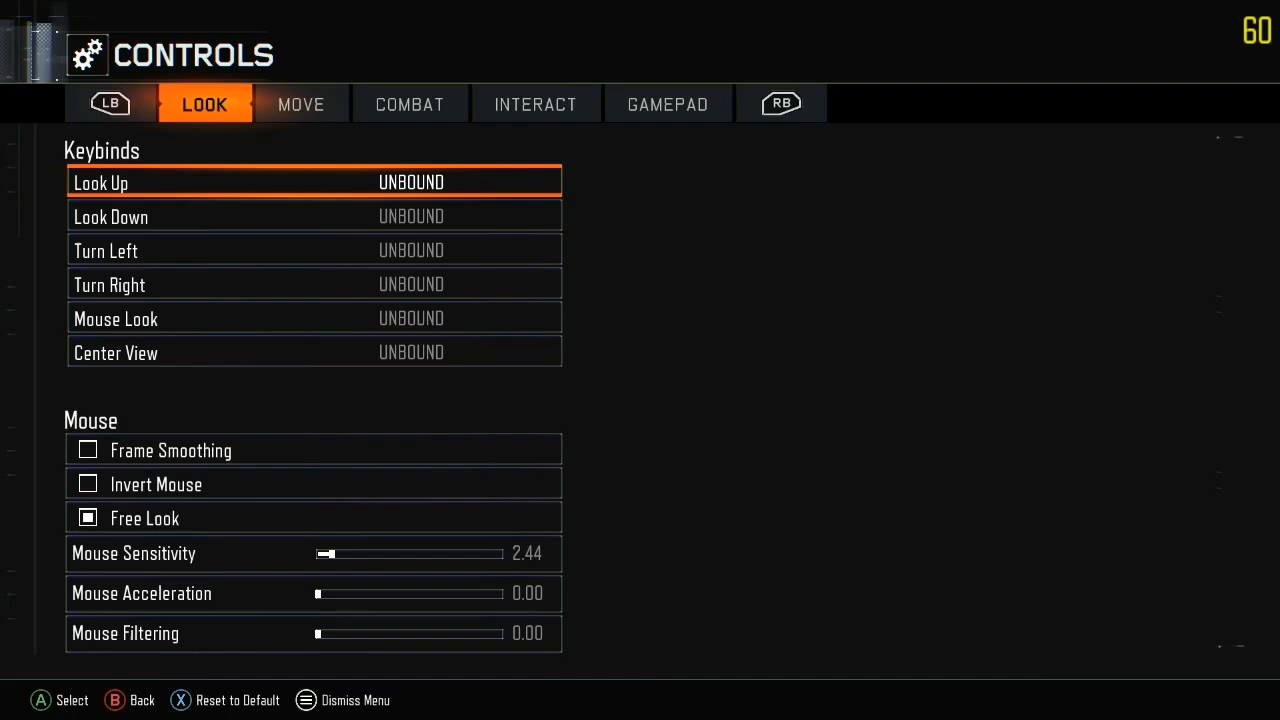 60
CONTROLS
LB LOOK MOVE COMBAT INTERACT GAMEPAD RB
Keybinds
Look Up UNBOUND
Look Down UNBOUND
Turn Left UNBOUND
Turn Right UNBOUND
Mouse Look UNBOUND
Center View UNBOUND
Mouse
Frame Smoothing
Invert Mouse
Free Look
Mouse Sensitivity 2.44
Mouse Acceleration 0.00
Mouse Filtering 0.00
A Select B Back X Reset to Default Dismiss Menu